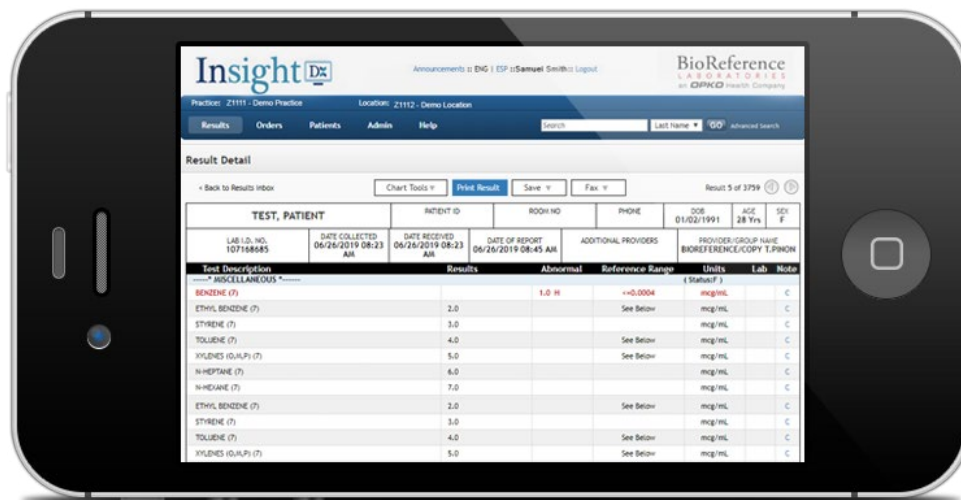 Insight Dx
Announcements :: ENG | ESP ::Samuel Smith:: Logout
BioReference
LABORATORIES
an OPKO Health Company
Practice: Z1111 - Demo Practice Location: Z1112 - Demo Location
Results Orders Patients Admin Help Search Last Name ▼ GO Advanced Search
Result Detail
< Back to Results Inbox Chart Tools ▼ Print Result Save ▼ Fax ▼ Result 5 of 3759
TEST, PATIENT PATIENT ID ROOM NO PHONE DOB 01/02/1991 AGE 28 Yrs SEX F
LAB I.D. NO. 107168685 DATE COLLECTED 06/26/2019 08:23 AM DATE RECEIVED 06/26/2019 08:23 AM DATE OF REPORT 06/26/2019 08:45 AM ADDITIONAL PROVIDERS PROVIDER/GROUP NAME BIOREFERENCE/COPY T.PINON
Test Description Results Abnormal Reference Range Units Lab Note
-----* MISCELLANEOUS *----- ( Status:F )
BENZENE (7) 1.0 H <=0.0004 mcg/mL C
ETHYL BENZENE (7) 2.0 See Below mcg/mL C
STYRENE (7) 3.0 mcg/mL C
TOLUENE (7) 4.0 See Below mcg/mL C
XYLENES (O,M,P) (7) 5.0 See Below mcg/mL C
N-HEPTANE (7) 6.0 mcg/mL C
N-HEXANE (7) 7.0 mcg/mL C
ETHYL BENZENE (7) 2.0 See Below mcg/mL C
STYRENE (7) 3.0 mcg/mL C
TOLUENE (7) 4.0 See Below mcg/mL C
XYLENES (O,M,P) (7) 5.0 See Below mcg/mL C